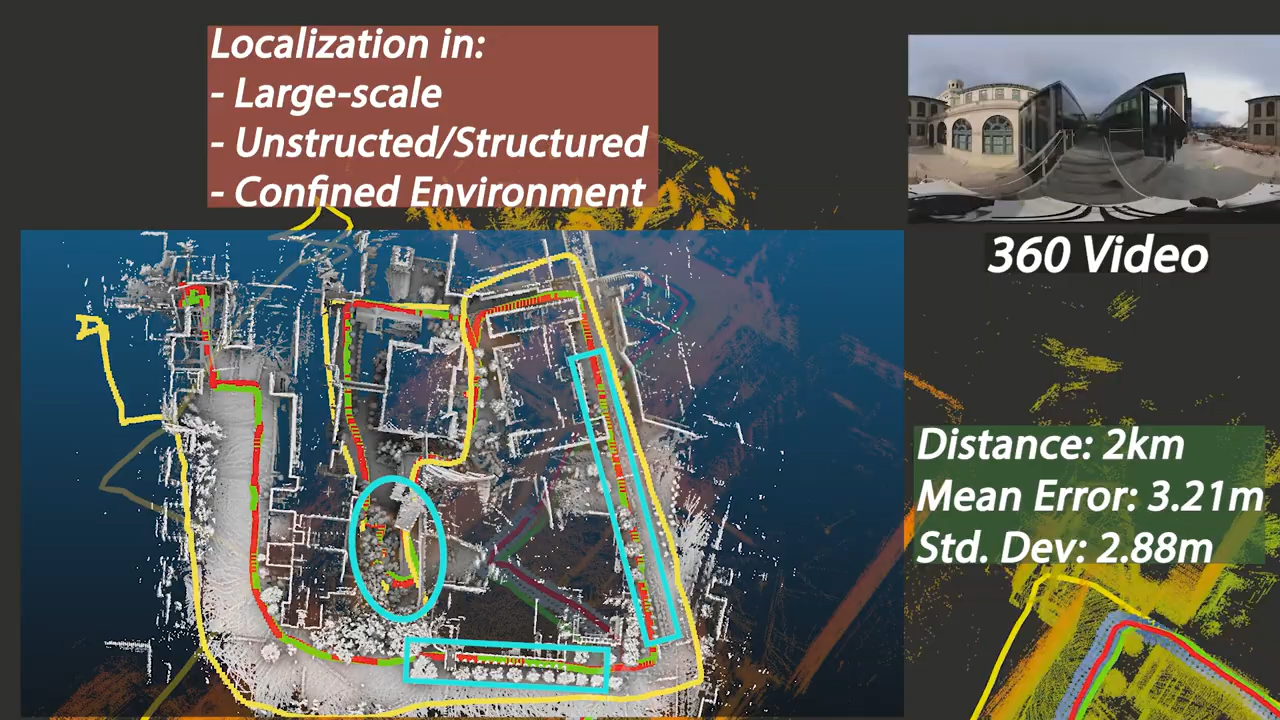 Localization in:
- Large-scale
- Unstructed/Structured
- Confined Environment
360 Video
Distance: 2km
Mean Error: 3.21m
Std. Dev: 2.88m